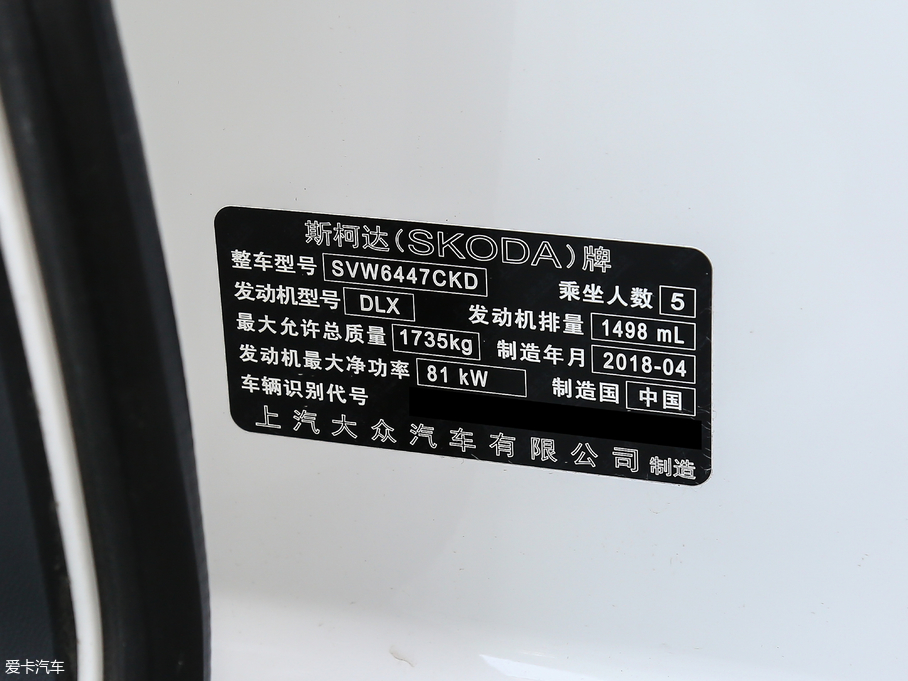 斯柯达(SKODA)牌
整车型号 SVW6447CKD 乘坐人数 5
发动机型号 DLX 发动机排量 1498 mL
最大允许总质量 1735kg 制造年月 2018-04
发动机最大净功率 81 kW 制造国 中国
车辆识别代号
上汽大众汽车有限公司 制造
爱卡汽车